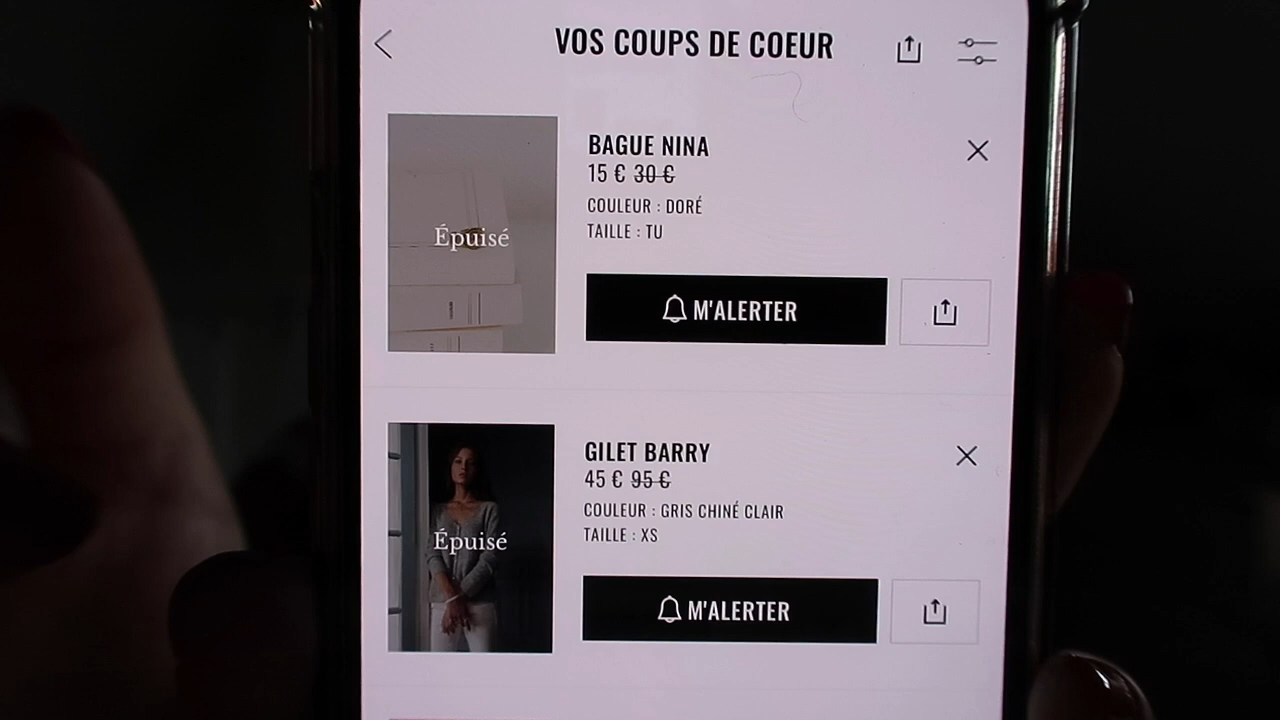 VOS COUPS DE COEUR
BAGUE NINA
15 € 30 €
COULEUR : DORÉ
TAILLE : TU
Épuisé
M'ALERTER
GILET BARRY
45 € 95 €
COULEUR : GRIS CHINÉ CLAIR
TAILLE : XS
Épuisé
M'ALERTER